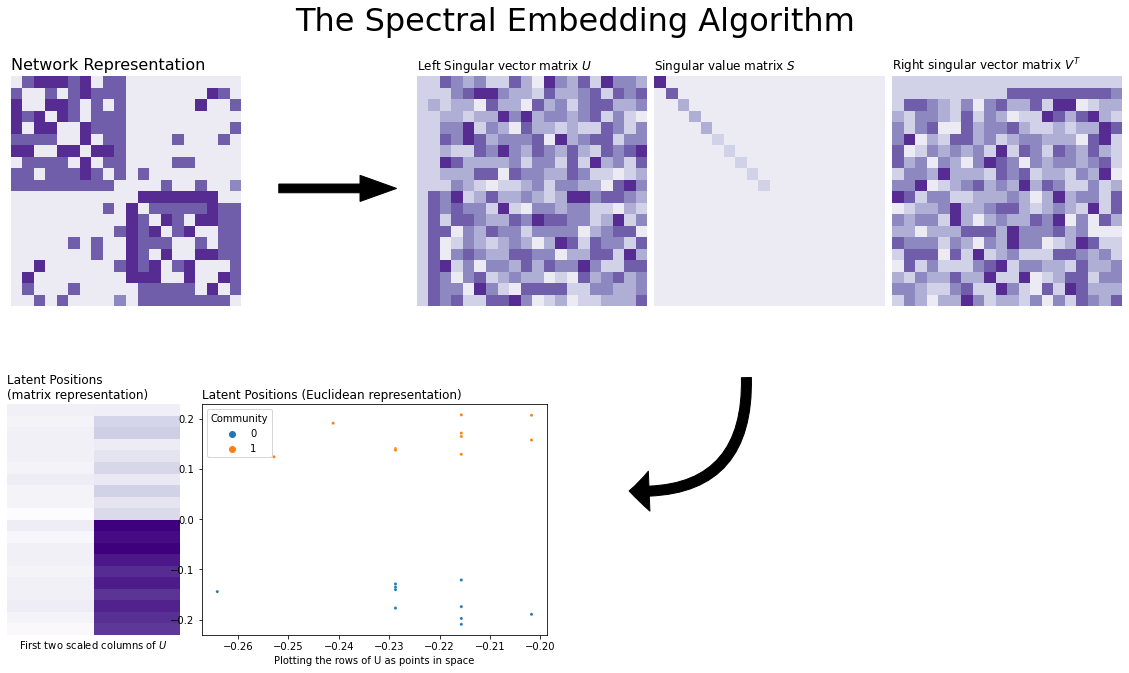 The Spectral Embedding Algorithm
Network Representation
Left Singular vector matrix U
Singular value matrix S
Right singular vector matrix V^T
Latent Positions
(matrix representation)
First two scaled columns of U
Latent Positions (Euclidean representation)
Community
0
1
0.2
0.1
0.0
−0.1
−0.2
−0.26
−0.25
−0.24
−0.23
−0.22
−0.21
−0.20
Plotting the rows of U as points in space